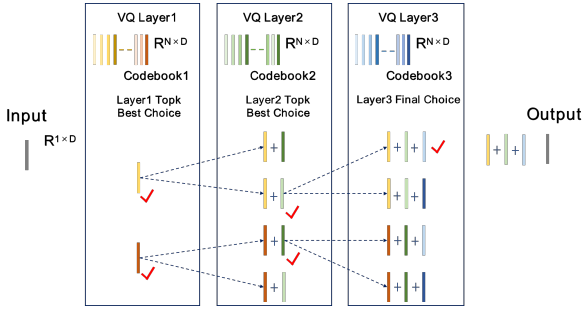 VQ Layer1
VQ Layer2
VQ Layer3
R^N×D
R^N×D
R^N×D
Codebook1
Codebook2
Codebook3
Layer1 Topk
Best Choice
Layer2 Topk
Best Choice
Layer3 Final Choice
Input
R^1×D
Output
+
+
+
+
+ +
+ +
+ +
+ +
+ +